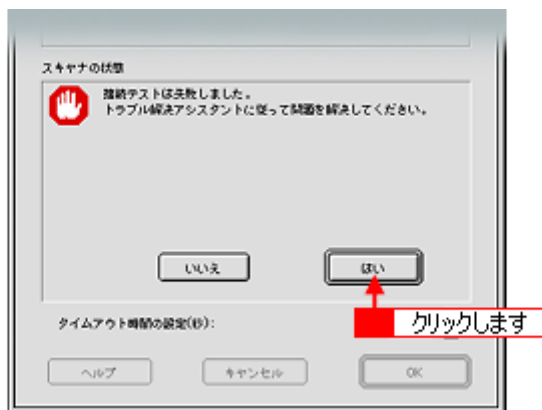 スキャナの状態
接続テストは失敗しました。
トラブル解決アシスタントに従って問題を解決してください。
いいえ
はい
クリックします
タイムアウト時間の設定(秒):
ヘルプ
キャンセル
OK